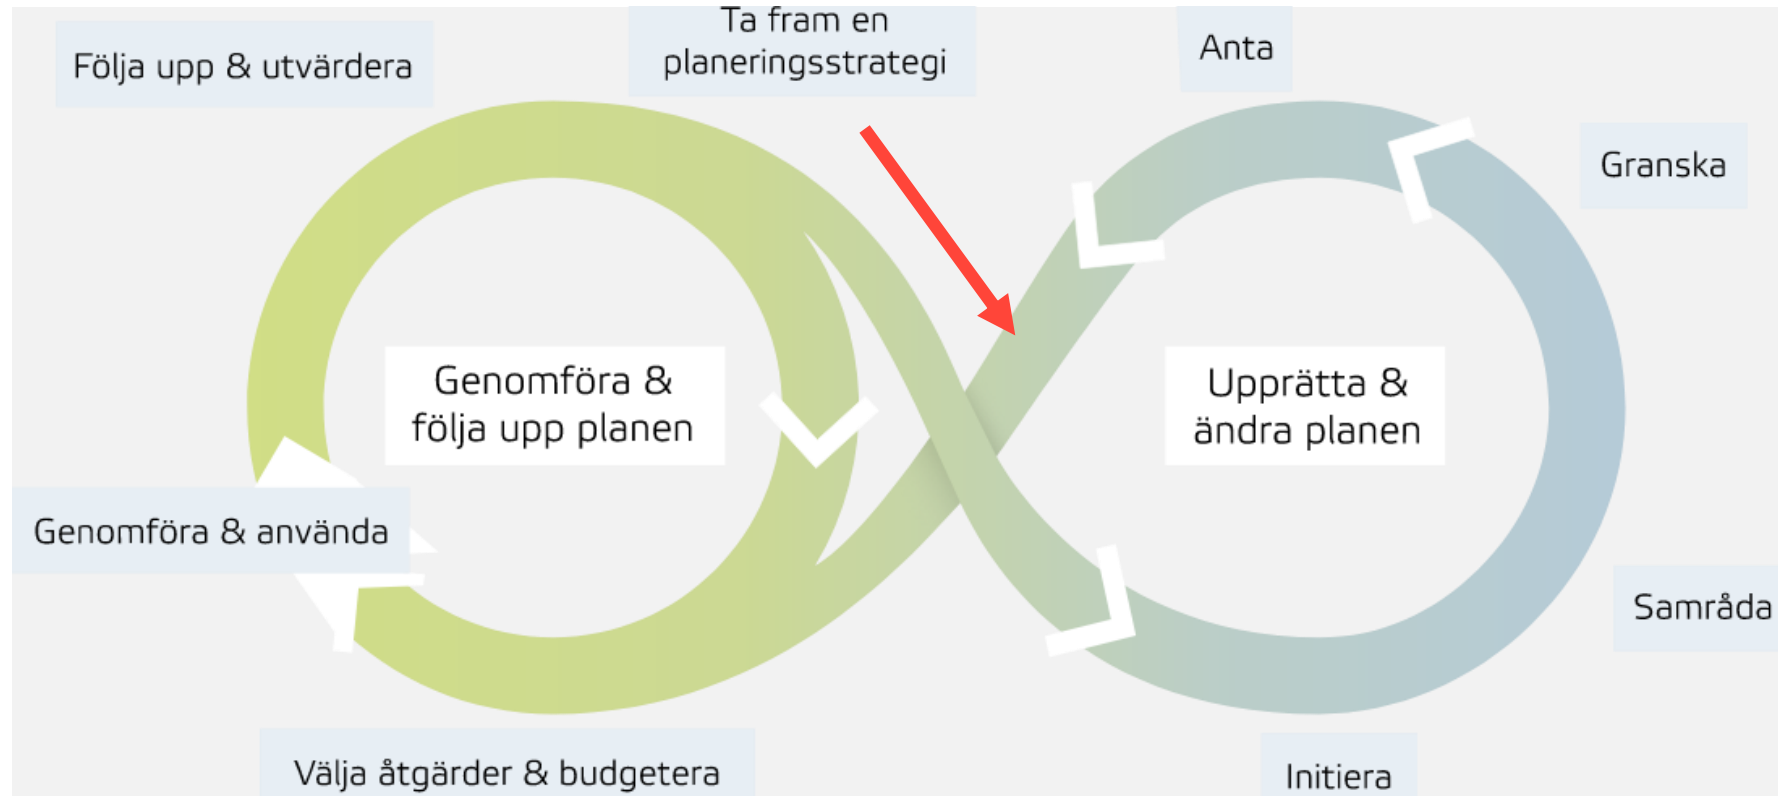 Ta fram en
planeringsstrategi
Anta
Följa upp & utvärdera
Granska
Genomföra &
följa upp planen
Upprätta &
ändra planen
Genomföra & använda
Samråda
Välja åtgärder & budgetera
Initiera